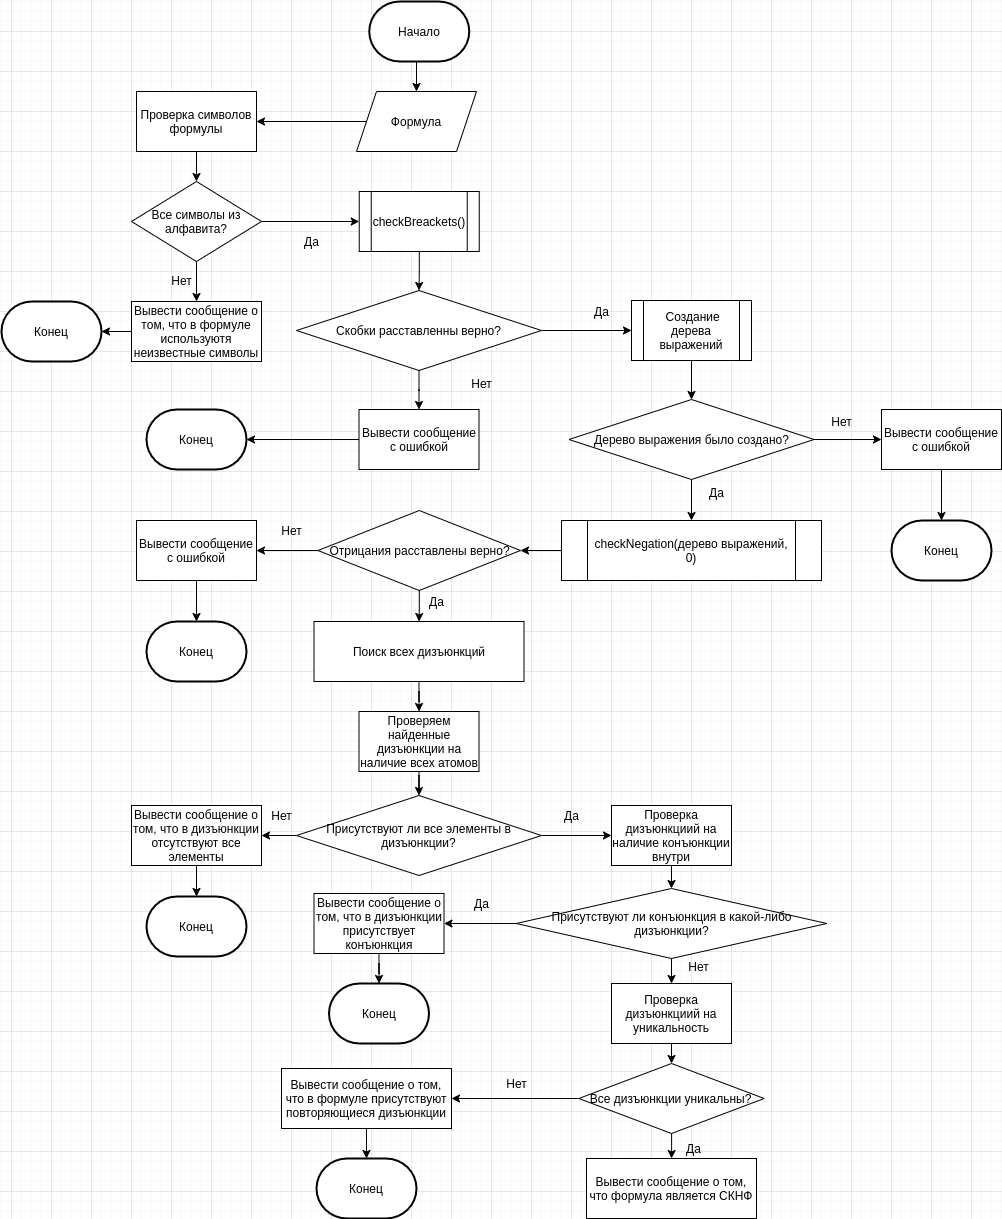 Начало
Формула
Проверка символов
формулы
Все символы из
алфавита?
Да
checkBreackets()
Нет
Вывести сообщение о
том, что в формуле
используютя
неизвестные символы
Конец
Скобки расставленны верно?
Да
Создание
дерева
выражений
Нет
Вывести сообщение
с ошибкой
Конец
Дерево выражения было создано?
Нет
Вывести сообщение
с ошибкой
Конец
Да
checkNegation(дерево выражений,
0)
Отрицания расставлены верно?
Нет
Вывести сообщение
с ошибкой
Конец
Да
Поиск всех дизъюнкций
Проверяем
найденные
дизъюнкции на
наличие всех атомов
Присутствуют ли все элементы в
дизъюнкции?
Нет
Вывести сообщение о
том, что в дизъюнкции
отсутствуют все
элементы
Конец
Да
Проверка
дизъюнкциий на
наличие конъюнкции
внутри
Присутствуют ли конъюнкция в какой-либо
дизъюнкции?
Да
Вывести сообщение о
том, что в дизъюнкции
присутствует
конъюнкция
Конец
Нет
Проверка
дизъюнкциий на
уникальность
Все дизъюнкции уникальны?
Нет
Вывести сообщение о том,
что в формуле присутствуют
повторяющиеся дизъюнкции
Конец
Да
Вывести сообщение о том,
что формула является СКНФ